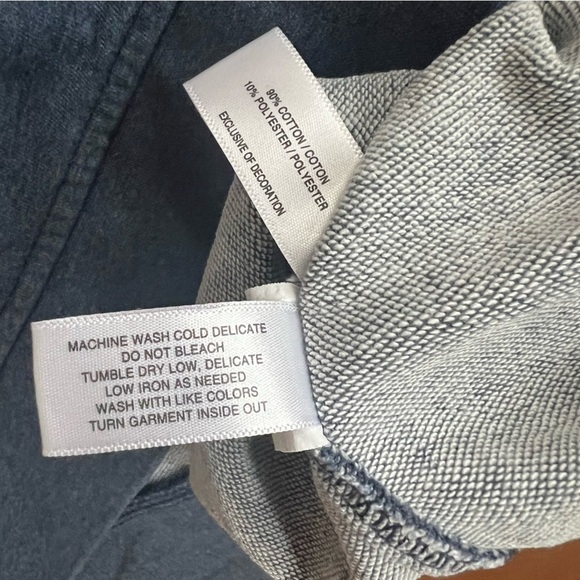 90% COTTON / COTON
10% POLYESTER / POLYESTER
EXCLUSIVE OF DECORATION
MACHINE WASH COLD DELICATE
DO NOT BLEACH
TUMBLE DRY LOW, DELICATE
LOW IRON AS NEEDED
WASH WITH LIKE COLORS
TURN GARMENT INSIDE OUT